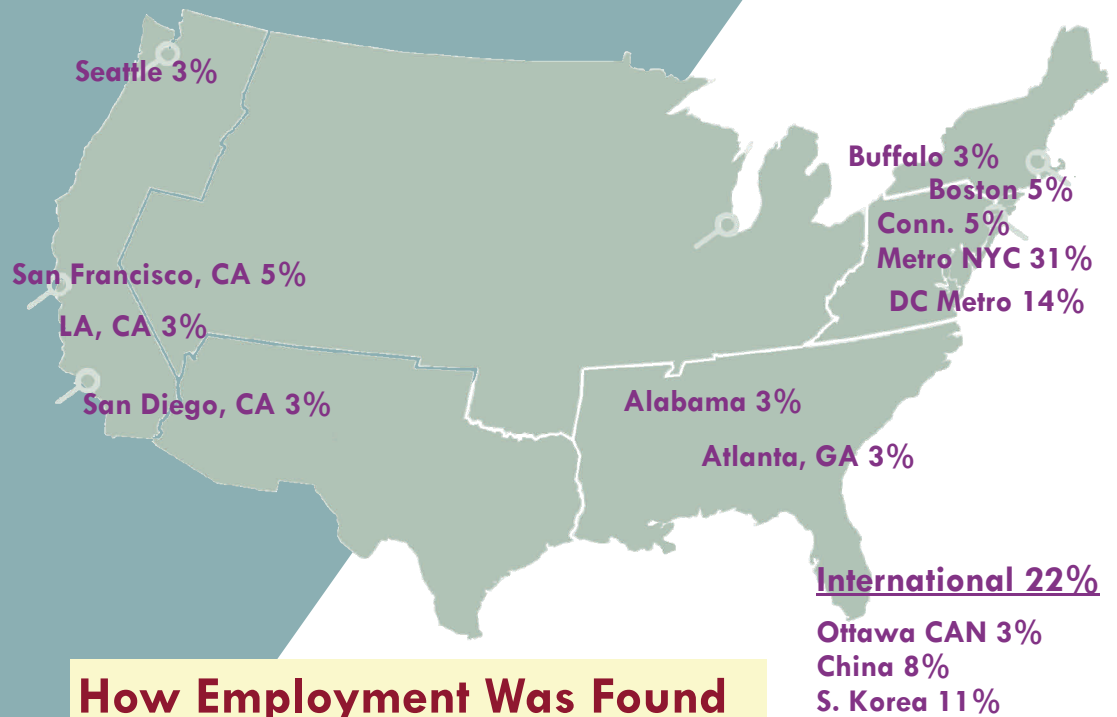 Seattle 3%
Buffalo 3%
Boston 5%
Conn. 5%
Metro NYC 31%
San Francisco, CA 5%
DC Metro 14%
LA, CA 3%
San Diego, CA 3%
Alabama 3%
Atlanta, GA 3%
International 22%
Ottawa CAN 3%
China 8%
S. Korea 11%
How Employment Was Found